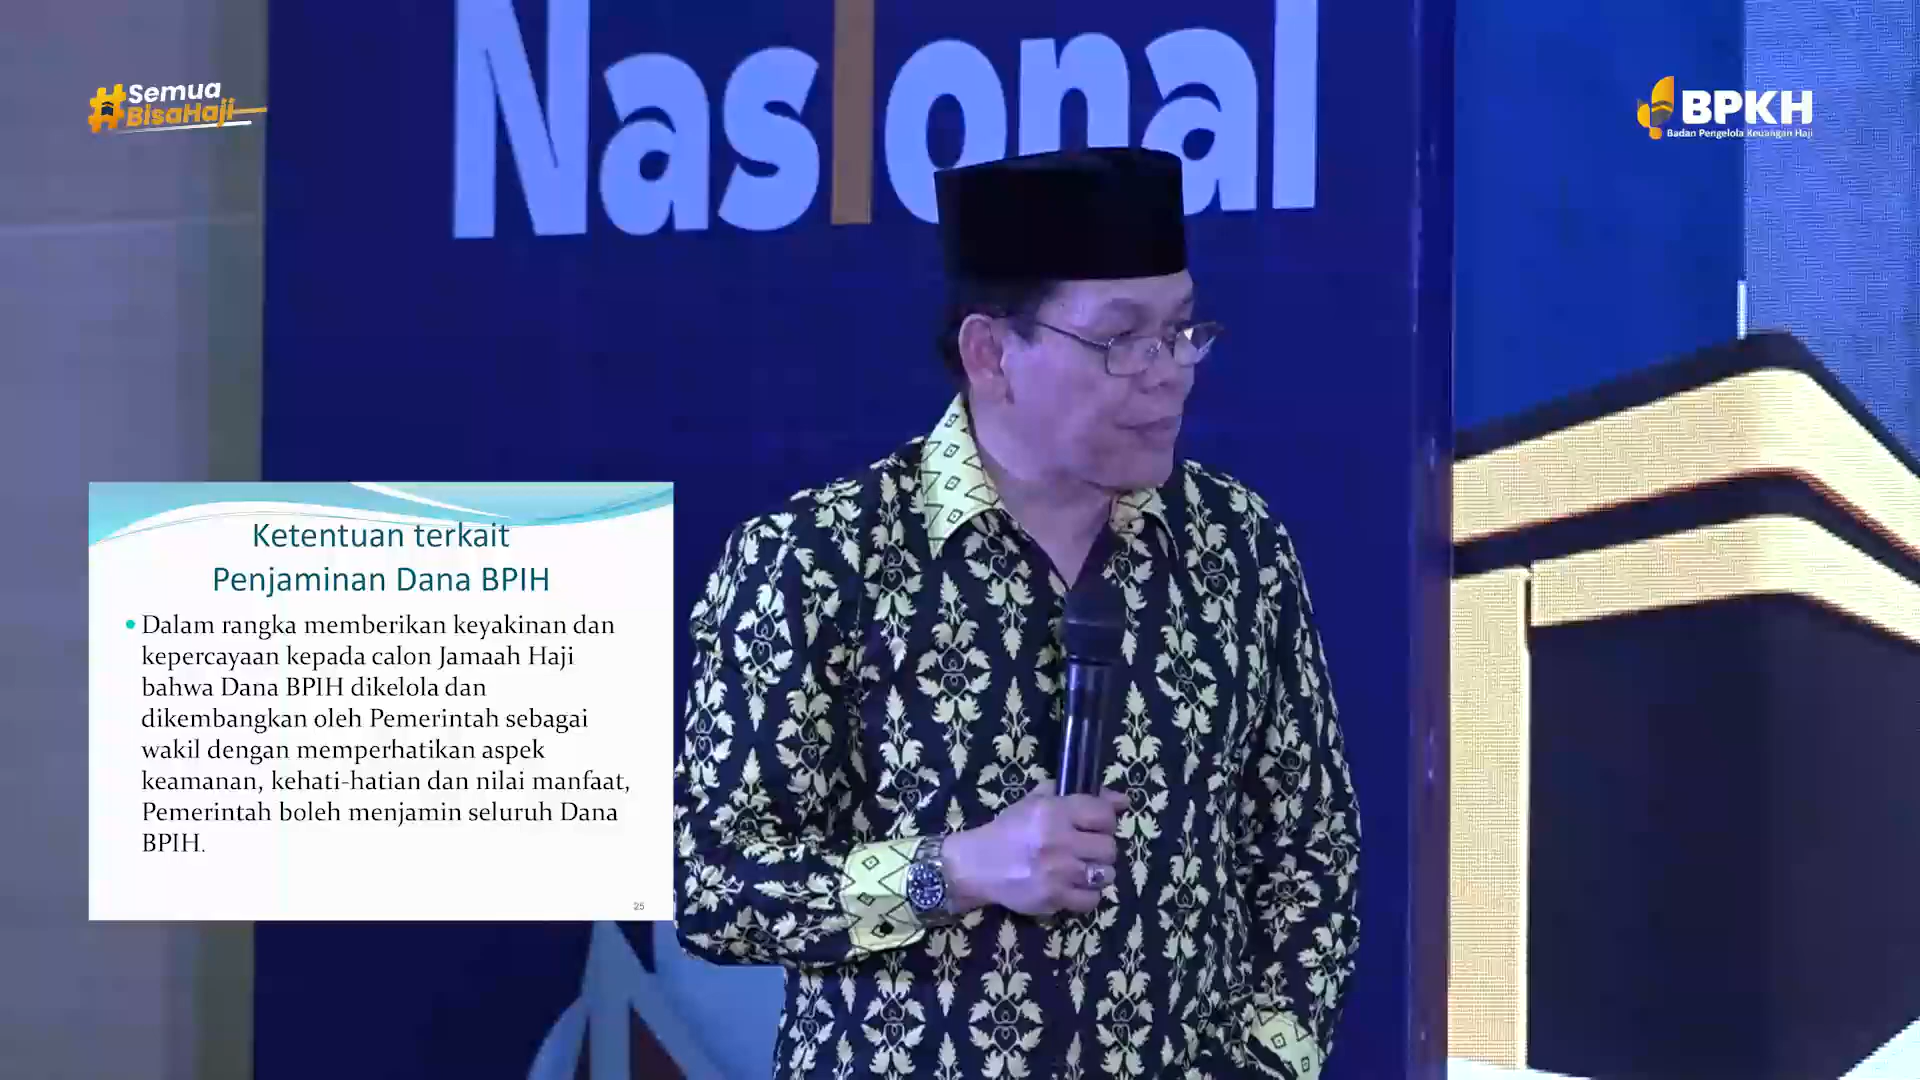 Nasional
#Semua
BisaHaji
BPKH
Badan Pengelola Keuangan Haji
Ketentuan terkait
Penjaminan Dana BPIH
• Dalam rangka memberikan keyakinan dan
kepercayaan kepada calon Jamaah Haji
bahwa Dana BPIH dikelola dan
dikembangkan oleh Pemerintah sebagai
wakil dengan memperhatikan aspek
keamanan, kehati-hatian dan nilai manfaat,
Pemerintah boleh menjamin seluruh Dana
BPIH.
25